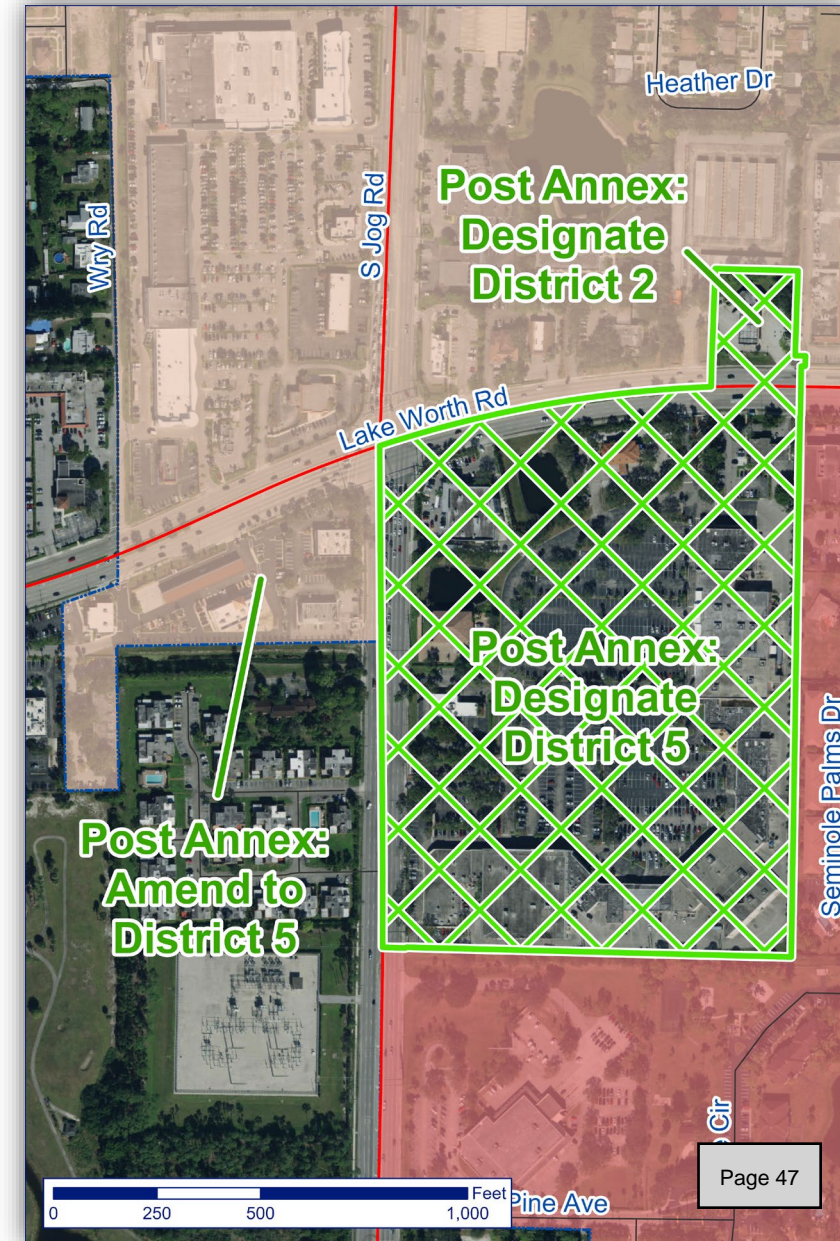 Heather Dr
Post Annex:
Designate
District 2
Wry Rd
S Jog Rd
Lake Worth Rd
Post Annex:
Designate
District 5
Seminole Palms Dr
Post Annex:
Amend to
District 5
Cir
Page 47
Pine Ave
Feet
0 250 500 1,000